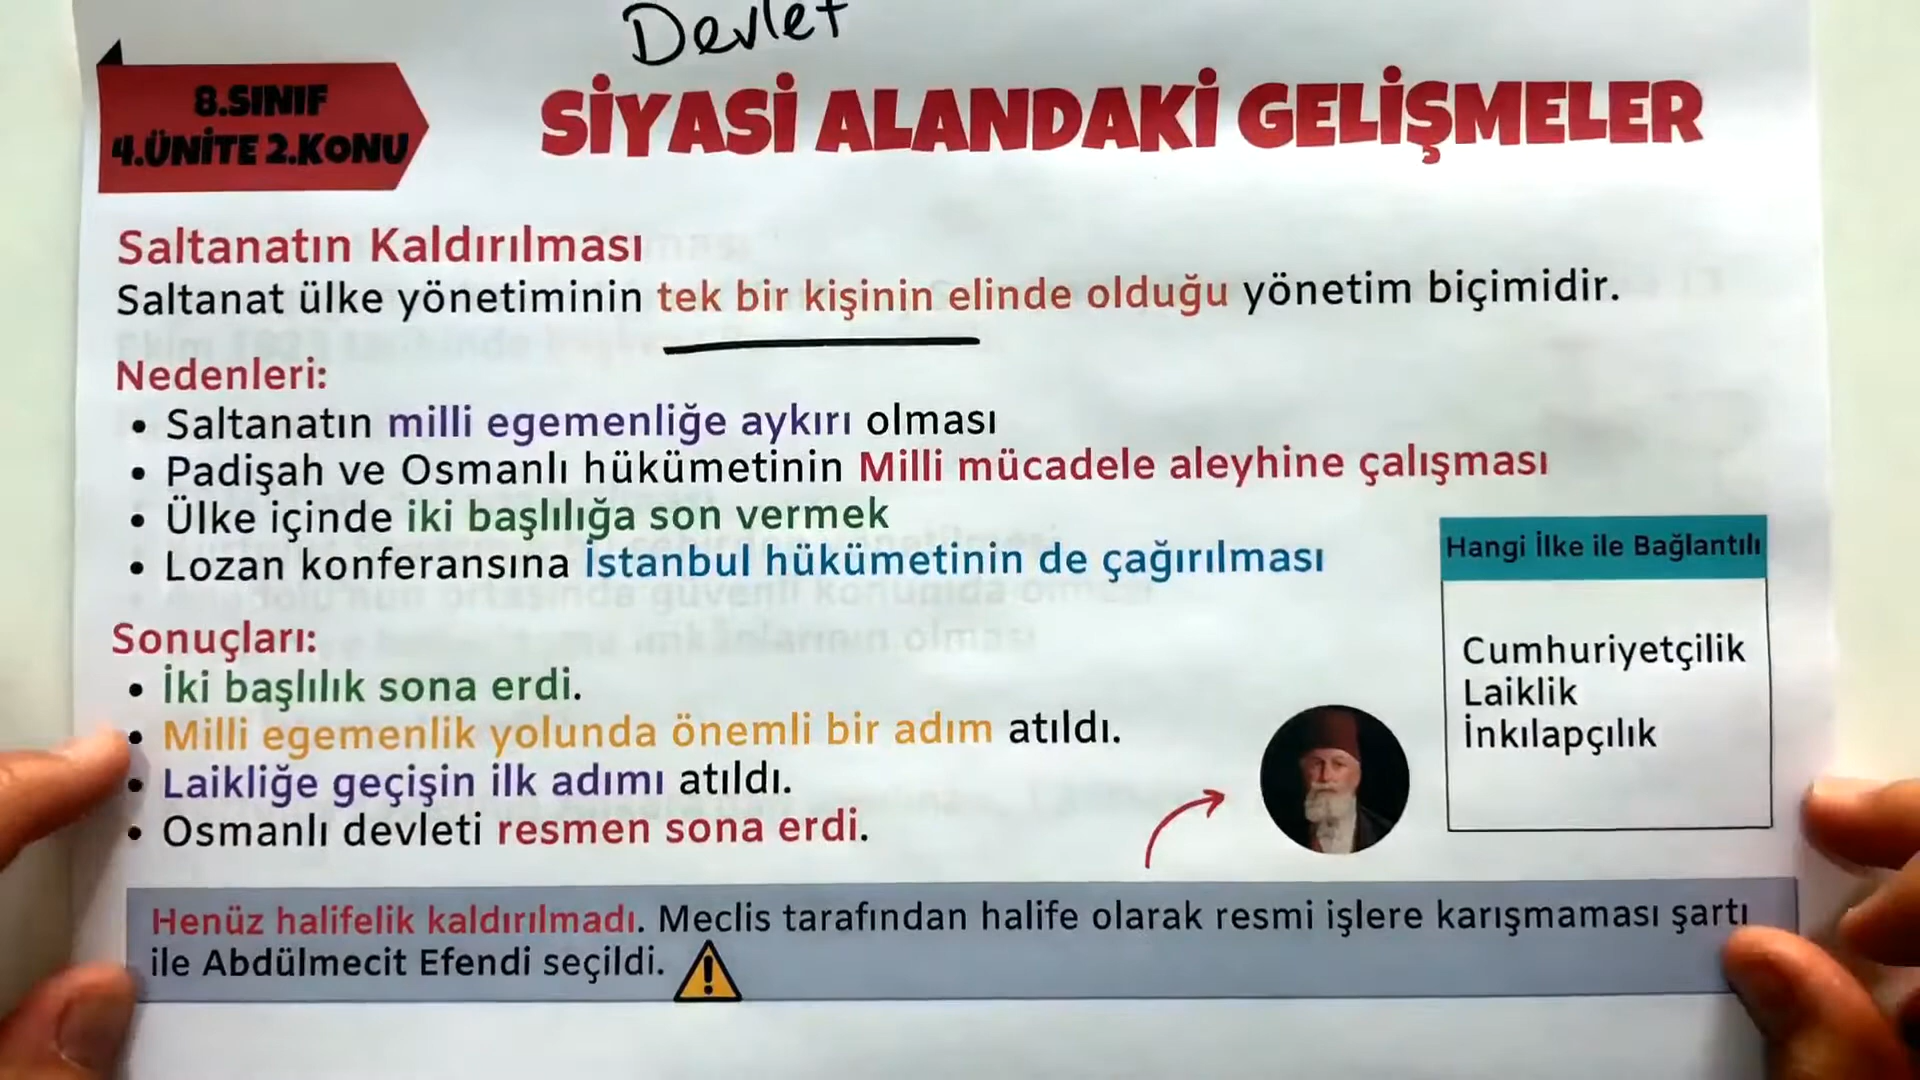 Devlet
8.SINIF
4.ÜNİTE 2.KONU
SİYASİ ALANDAKİ GELİŞMELER
Saltanatın Kaldırılması
Saltanat ülke yönetiminin tek bir kişinin elinde olduğu yönetim biçimidir.
Nedenleri:
• Saltanatın milli egemenliğe aykırı olması
• Padişah ve Osmanlı hükümetinin Milli mücadele aleyhine çalışması
• Ülke içinde iki başlılığa son vermek
• Lozan konferansına İstanbul hükümetinin de çağırılması
Sonuçları:
• İki başlılık sona erdi.
• Milli egemenlik yolunda önemli bir adım atıldı.
• Laikliğe geçişin ilk adımı atıldı.
• Osmanlı devleti resmen sona erdi.
Hangi İlke ile Bağlantılı
Cumhuriyetçilik
Laiklik
İnkılapçılık
Henüz halifelik kaldırılmadı. Meclis tarafından halife olarak resmi işlere karışmaması şartı
ile Abdülmecit Efendi seçildi.